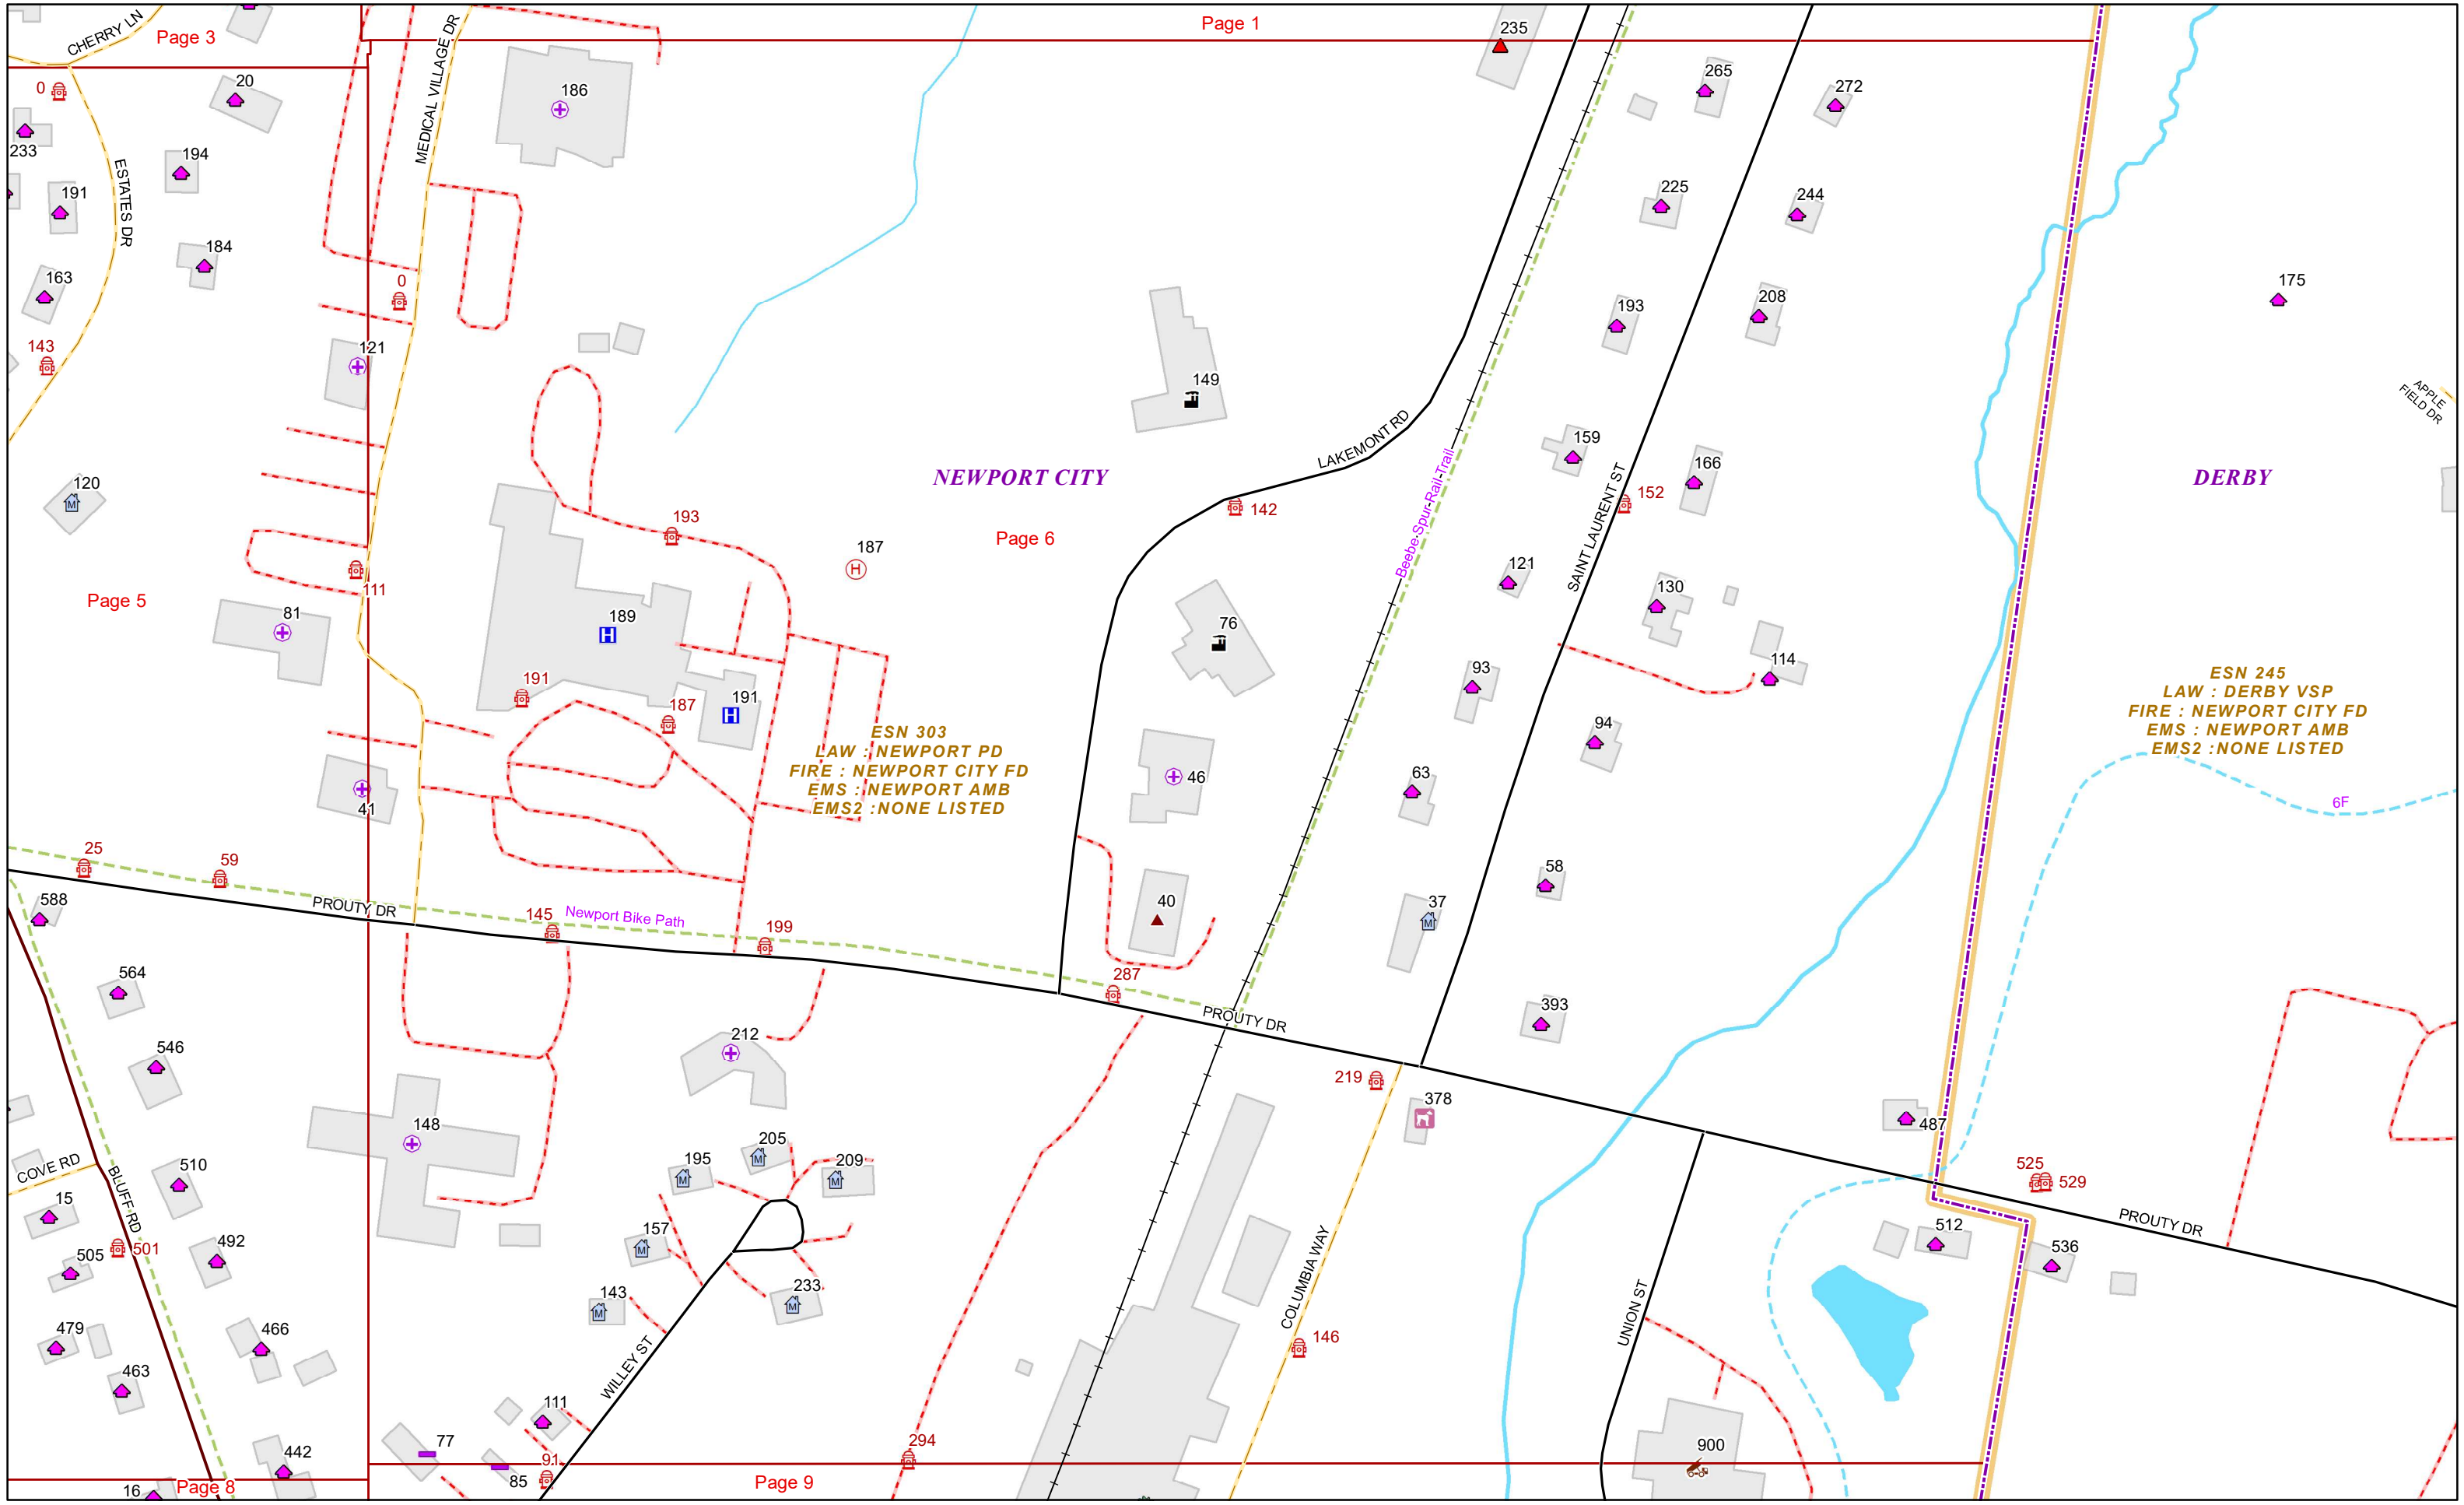 Page 1
CHERRY LN
Page 3
MEDICAL VILLAGE DR
235
265
272
0
20
186
233
194
191
ESTATES DR
184
225
244
163
0
175
193
208
143
121
149
APPLE
FIELD DR
LAKEMONT RD
159
166
120
NEWPORT CITY
DERBY
Beebe-Spur-Rail-Trail
SAINT LAURENT ST
152
142
193
Page 6
187
121
111
Page 5
81
189
130
76
114
93
191
191
187
94
ESN 303
LAW : NEWPORT PD
FIRE : NEWPORT CITY FD
EMS : NEWPORT AMB
EMS2 :NONE LISTED
ESN 245
LAW : DERBY VSP
FIRE : NEWPORT CITY FD
EMS : NEWPORT AMB
EMS2 :NONE LISTED
46
63
41
6F
25
59
58
588
PROUTY DR
145
Newport Bike Path
199
40
37
564
287
PROUTY DR
393
212
546
219
378
487
148
205
195
209
COVE RD
510
BLUFF RD
525
529
15
PROUTY DR
157
512
536
505
501
492
COLUMBIA WAY
UNION ST
143
233
479
466
146
463
WILLEY ST
111
77
294
442
900
91
85
Page 9
Page 8
16